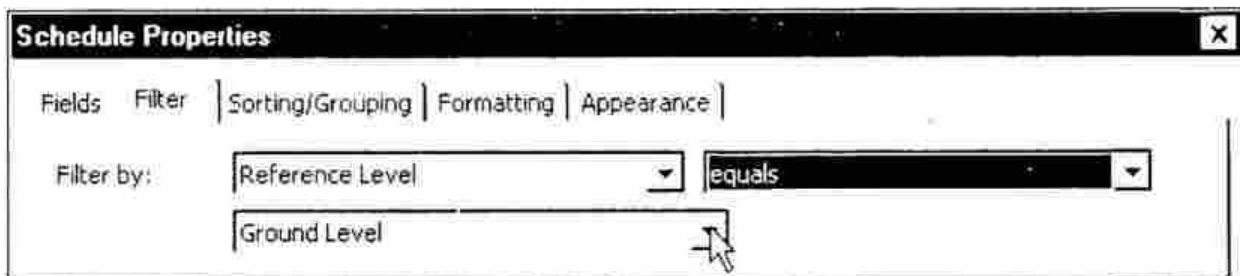 Schedule Properties
Fields Filter Sorting/Grouping Formatting Appearance
Filter by: Reference Level equals
Ground Level